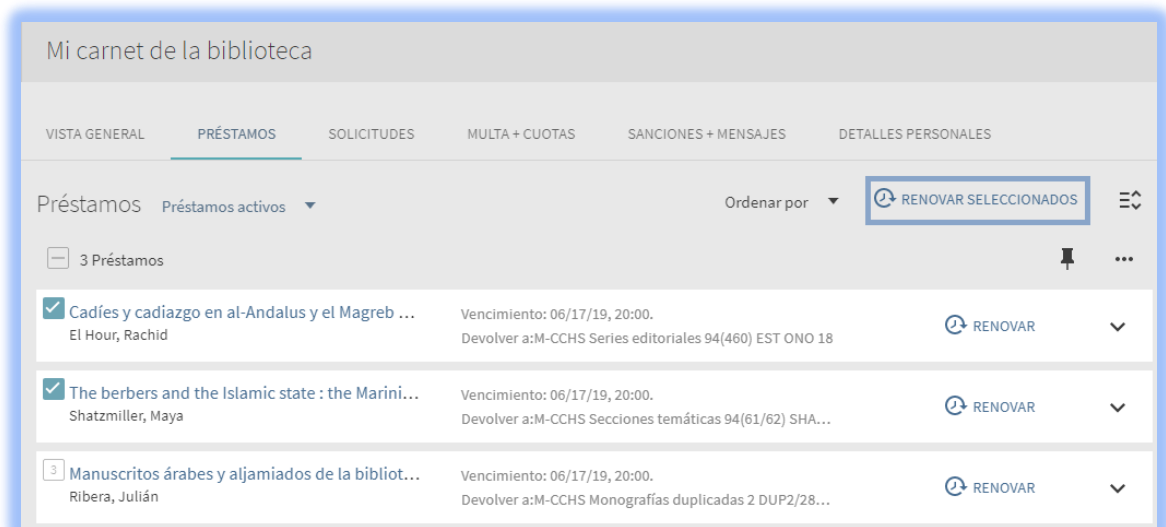 Mi carnet de la biblioteca
VISTA GENERAL PRÉSTAMOS SOLICITUDES MULTA + CUOTAS SANCIONES + MENSAJES DETALLES PERSONALES
Préstamos Préstamos activos Ordenar por RENOVAR SELECCIONADOS
3 Préstamos
Cadíes y cadiazgo en al-Andalus y el Magreb ...
El Hour, Rachid
Vencimiento: 06/17/19, 20:00.
Devolver a:M-CCHS Series editoriales 94(460) EST ONO 18
RENOVAR
The berbers and the Islamic state : the Marini...
Shatzmiller, Maya
Vencimiento: 06/17/19, 20:00.
Devolver a:M-CCHS Secciones temáticas 94(61/62) SHA...
RENOVAR
3
Manuscritos árabes y aljamiados de la bibliot...
Ribera, Julián
Vencimiento: 06/17/19, 20:00.
Devolver a:M-CCHS Monografías duplicadas 2 DUP2/28...
RENOVAR